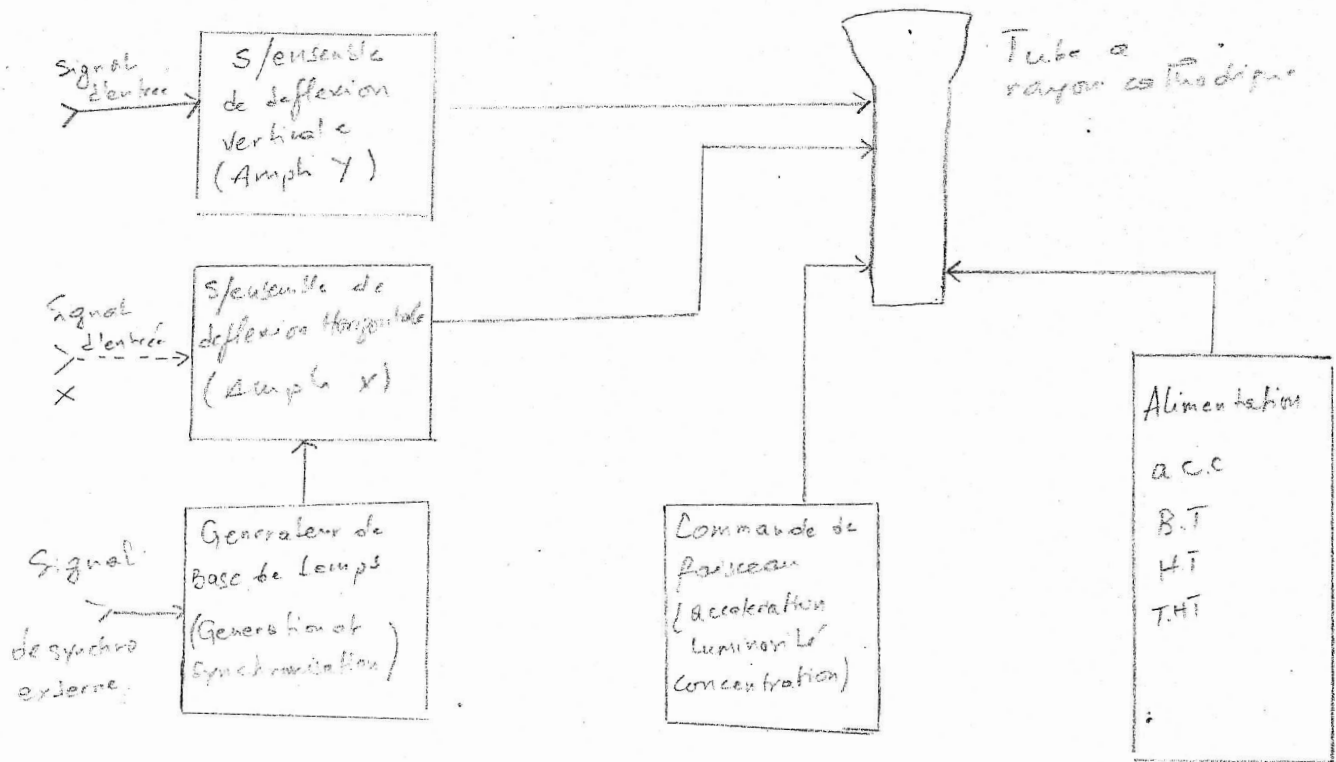 Signal
d'entrée
S/ensemble
de deflexion
verticale
(Ampli Y)
Tube a
rayon cathodique
Signal
d'entrée
X
S/ensemble de
deflexion Horizontale
(Ampli X)
Signal
de synchro
externe
Generateur de
Base de temps
(Generation et
synchronisation)
Commande de
faisceau
(acceleration
Luminosité
concentration)
Alimentation
a C.C
B.T
H.T
T.HT